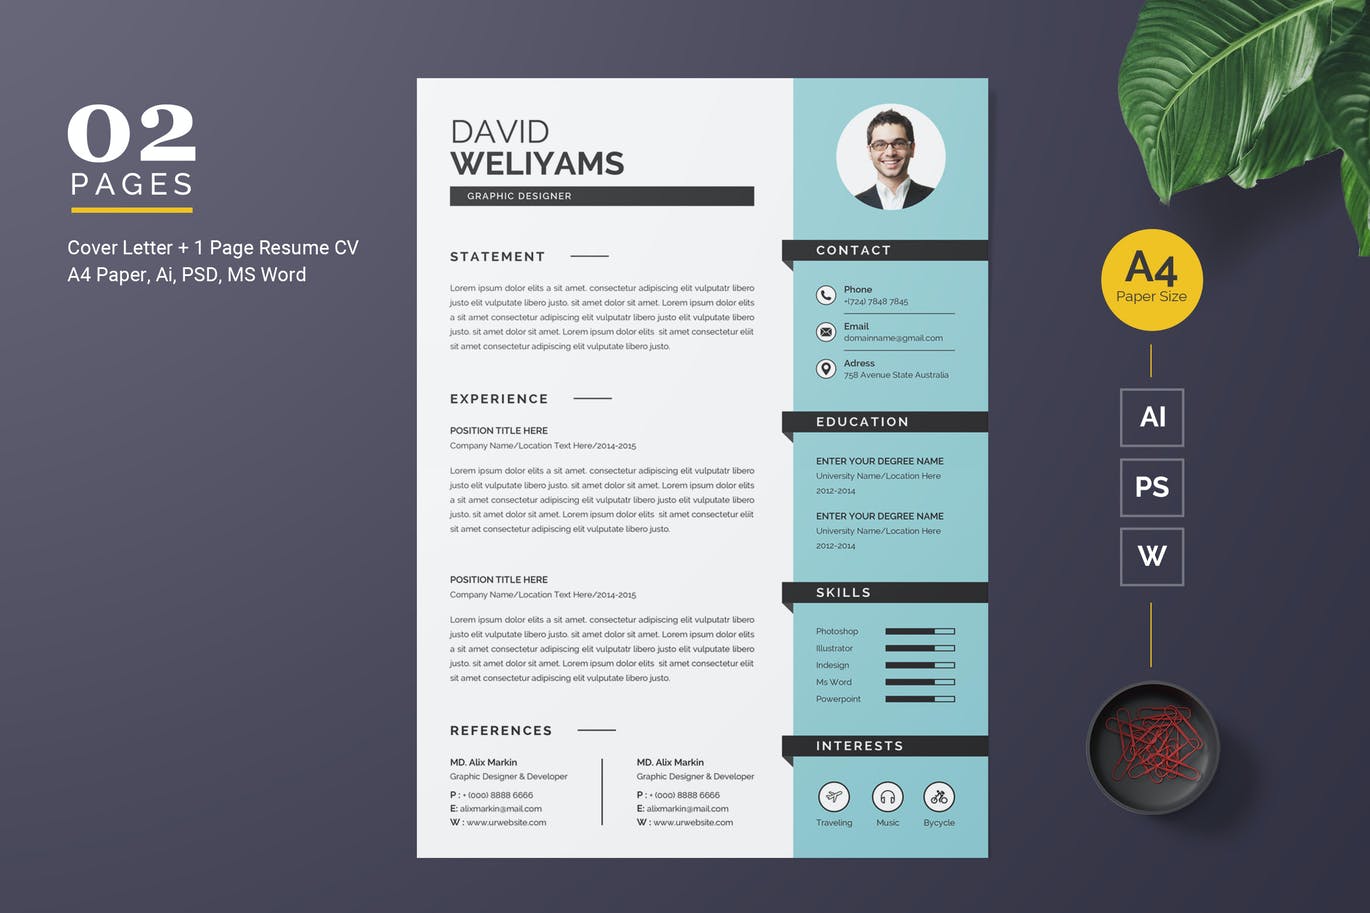 02
PAGES
Cover Letter + 1 Page Resume CV
A4 Paper, Ai, PSD, MS Word
DAVID
WELIYAMS
GRAPHIC DESIGNER
STATEMENT
Lorem ipsum dolor elits a sit amet. consectetur adipiscing elit vulputatr libero
justo elits vulputate libero justo. sit amet dolor sit amet. Lorem ipsum dolor elits
a sit amet consectetur adipiscing elit vulputatr libero justo elit vulputate libero
justo. sit amet dolor sit amet. Lorem ipsum dolor elits sit amet consectetur eliit
sit amet consectetur adipiscing elit vulputate libero justo.
EXPERIENCE
POSITION TITLE HERE
Company Name/Location Text Here/2014-2015
Lorem ipsum dolor elits a sit amet. consectetur adipiscing elit vulputatr libero
justo elits vulputate libero justo. sit amet dolor sit amet. Lorem ipsum dolor elits
a sit amet consectetur adipiscing elit vulputatr libero justo elit vulputate libero
justo. sit amet dolor sit amet. Lorem ipsum dolor elits sit amet consectetur eliit
sit amet consectetur adipiscing elit vulputate libero justo.
POSITION TITLE HERE
Company Name/Location Text Here/2014-2015
Lorem ipsum dolor elits a sit amet. consectetur adipiscing elit vulputatr libero
justo elits vulputate libero justo. sit amet dolor sit amet. Lorem ipsum dolor elits
a sit amet consectetur adipiscing elit vulputatr libero justo elit vulputate libero
justo. sit amet dolor sit amet. Lorem ipsum dolor elits sit amet consectetur eliit
sit amet consectetur adipiscing elit vulputate libero justo.
REFERENCES
MD. Alix Markin
Graphic Designer & Developer
P : + (000) 8888 6666
E: alixmarkin@mail.com
W : www.urwebsite.com
MD. Alix Markin
Graphic Designer & Developer
P : + (000) 8888 6666
E: alixmarkin@mail.com
W : www.urwebsite.com
CONTACT
Phone
+(724) 7848 7845
Email
domainname@gmail.com
Adress
758 Avenue State Australia
EDUCATION
ENTER YOUR DEGREE NAME
University Name/Location Here
2012-2014
ENTER YOUR DEGREE NAME
University Name/Location Here
2012-2014
SKILLS
Photoshop
Illustrator
Indesign
Ms Word
Powerpoint
INTERESTS
Traveling Music Bycycle
A4
Paper Size
AI
PS
W